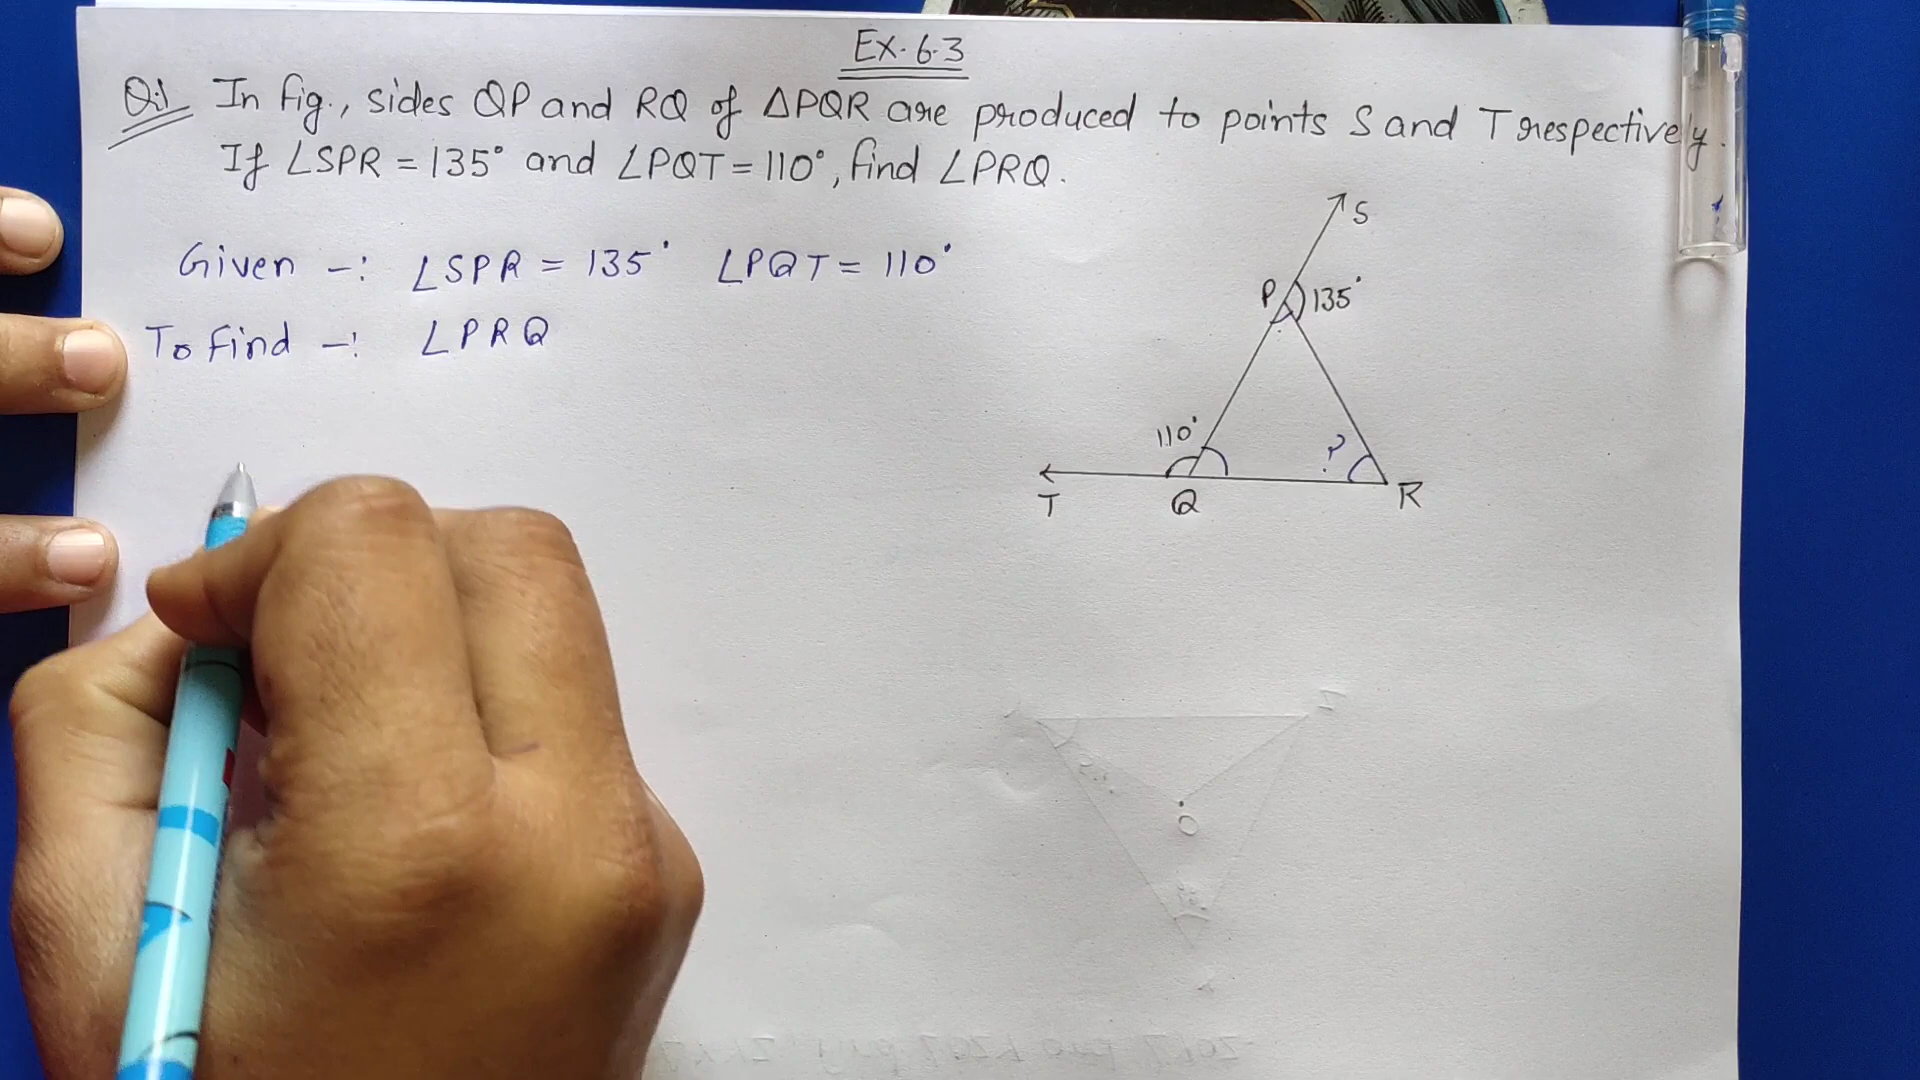 Ex. 6.3
Q.1 In fig., sides QP and RQ of △PQR are produced to points S and T respectively.
If ∠SPR = 135° and ∠PQT = 110°, find ∠PRQ.
Given -: ∠SPR = 135° ∠PQT = 110°
To find -: ∠PRQ
S
P 135°
110° ?
T Q R
O